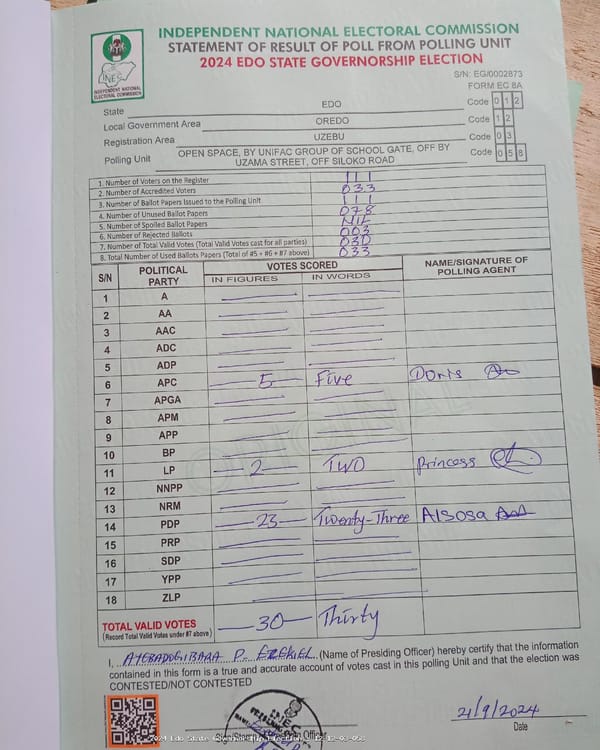 INDEPENDENT NATIONAL ELECTORAL COMMISSION
STATEMENT OF RESULT OF POLL FROM POLLING UNIT
2024 EDO STATE GOVERNORSHIP ELECTION
INEC
INDEPENDENT NATIONAL
ELECTORAL COMMISSION
S/N: EG/0002873
FORM EC 8A
State EDO Code 0 1 2
Local Government Area OREDO Code 1 2
Registration Area UZEBU Code 0 3
Polling Unit OPEN SPACE, BY UNIFAC GROUP OF SCHOOL GATE, OFF BY UZAMA STREET, OFF SILOKO ROAD Code 0 5 8
1. Number of Voters on the Register 111
2. Number of Accredited Voters 033
3. Number of Ballot Papers Issued to the Polling Unit 111
4. Number of Unused Ballot Papers 078
5. Number of Spoiled Ballot Papers NIL
6. Number of Rejected Ballots 003
7. Number of Total Valid Votes (Total Valid Votes cast for all parties) 030
8. Total Number of Used Ballots Papers (Total of #5 + #6 + #7 above) 033
S/N POLITICAL PARTY VOTES SCORED NAME/SIGNATURE OF POLLING AGENT
IN FIGURES IN WORDS
1 A
2 AA
3 AAC
4 ADC
5 ADP
6 APC 5 Five Doris
7 APGA
8 APM
9 APP
10 BP
11 LP 2 TWO Princess
12 NNPP
13 NRM
14 PDP 23 Twenty-Three
15 PRP
16 SDP
17 YPP
18 ZLP
TOTAL VALID VOTES 30 Thirty
(Record Total Valid Votes under #7 above)
I, P. EZEKIEL (Name of Presiding Officer) hereby certify that the information
contained in this form is a true and accurate account of votes cast in this polling Unit and that the election was
CONTESTED/NOT CONTESTED
21/9/2024
Date
Officer